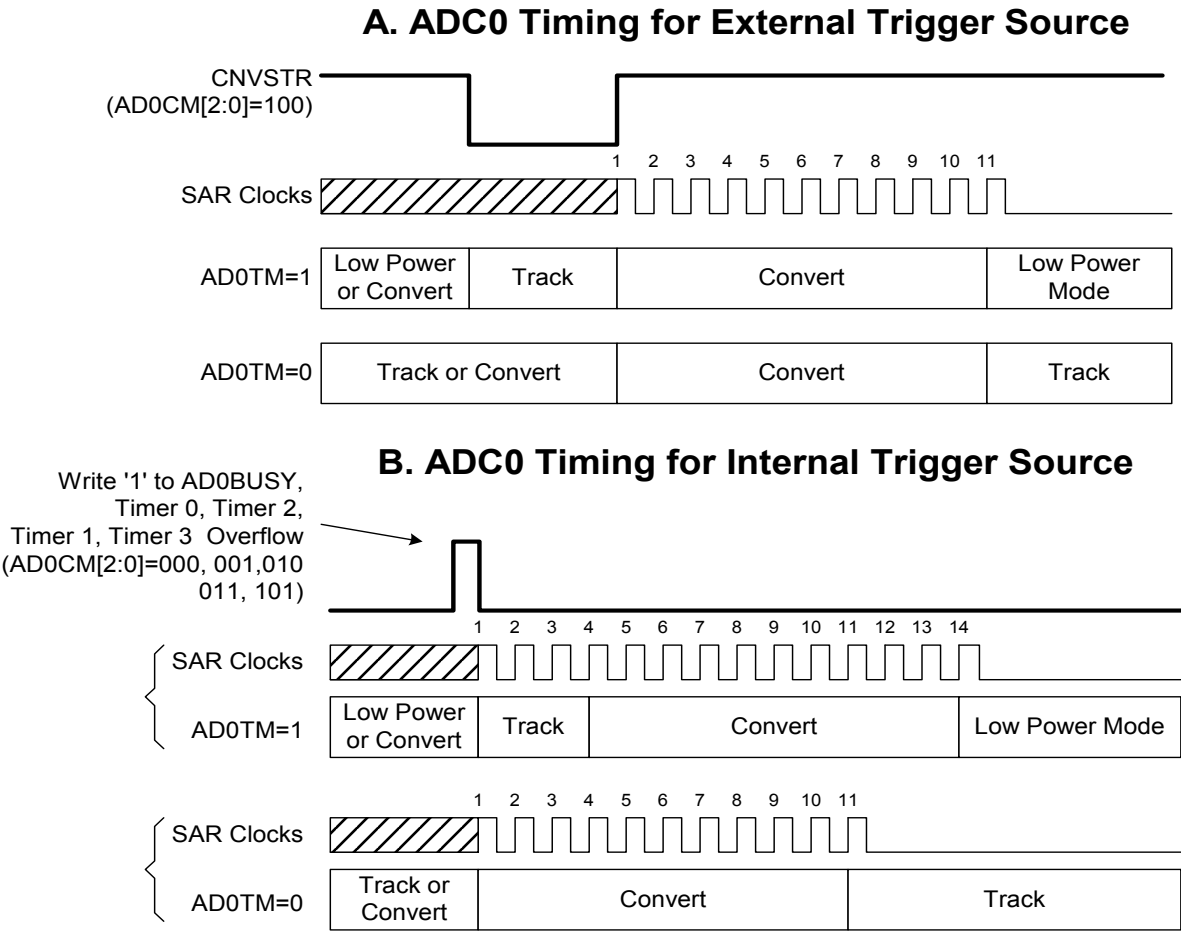 A. ADC0 Timing for External Trigger Source
CNVSTR
(AD0CM[2:0]=100)
1 2 3 4 5 6 7 8 9 10 11
SAR Clocks
AD0TM=1
Low Power
or Convert
Track
Convert
Low Power
Mode
AD0TM=0
Track or Convert
Convert
Track
B. ADC0 Timing for Internal Trigger Source
Write '1' to AD0BUSY,
Timer 0, Timer 2,
Timer 1, Timer 3 Overflow
(AD0CM[2:0]=000, 001,010
011, 101)
1 2 3 4 5 6 7 8 9 10 11 12 13 14
SAR Clocks
AD0TM=1
Low Power
or Convert
Track
Convert
Low Power Mode
1 2 3 4 5 6 7 8 9 10 11
SAR Clocks
AD0TM=0
Track or
Convert
Convert
Track